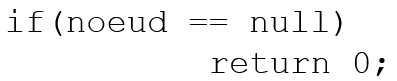 if(noeud == null)
return 0;